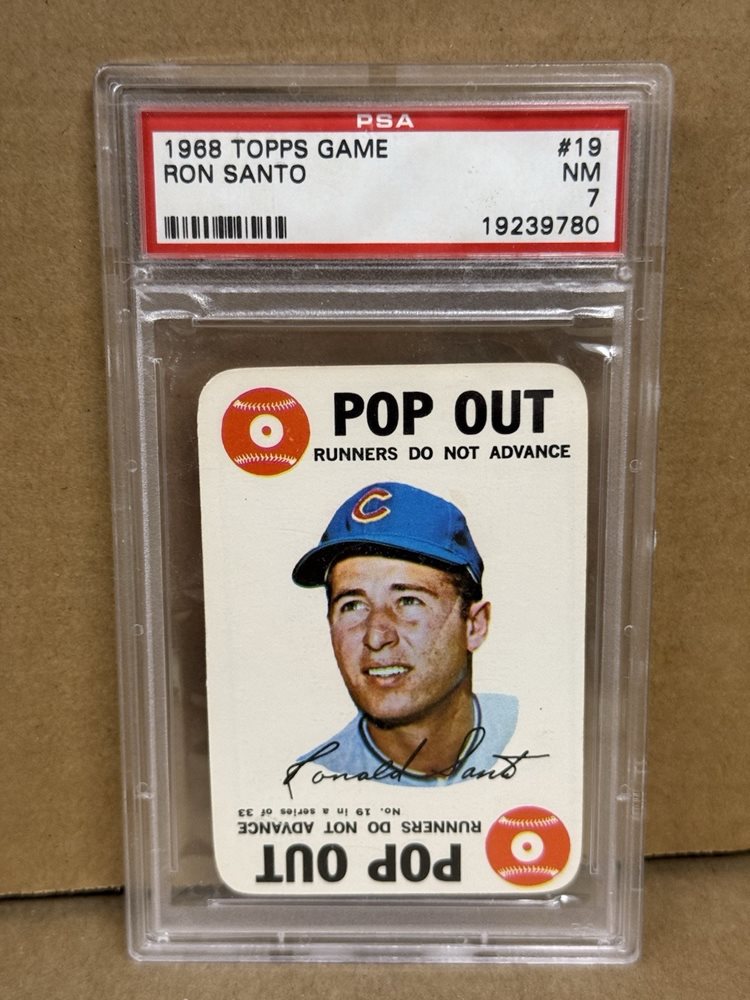 PSA
1968 TOPPS GAME #19
RON SANTO NM
7
19239780
POP OUT
RUNNERS DO NOT ADVANCE
C
Ronald Santo
No. 19 in a series of 33
RUNNERS DO NOT ADVANCE
POP OUT